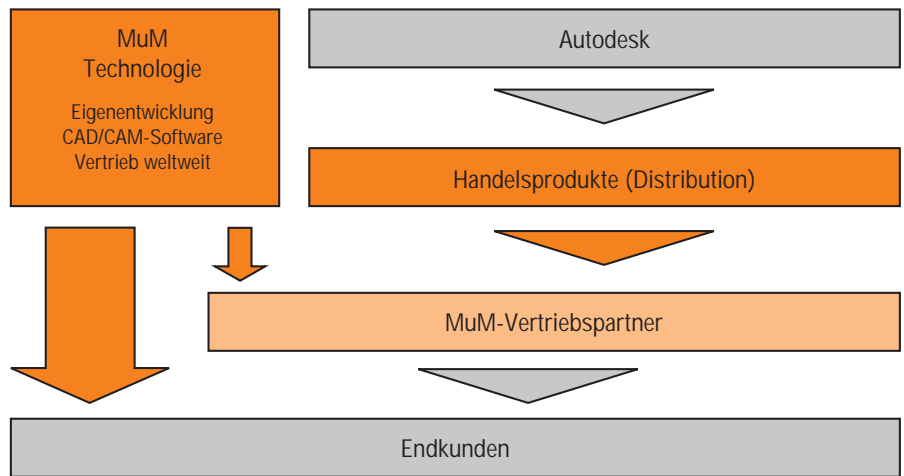 MuM
Technologie
Eigenentwicklung
CAD/CAM-Software
Vertrieb weltweit
Autodesk
Handelsprodukte (Distribution)
MuM-Vertriebspartner
Endkunden